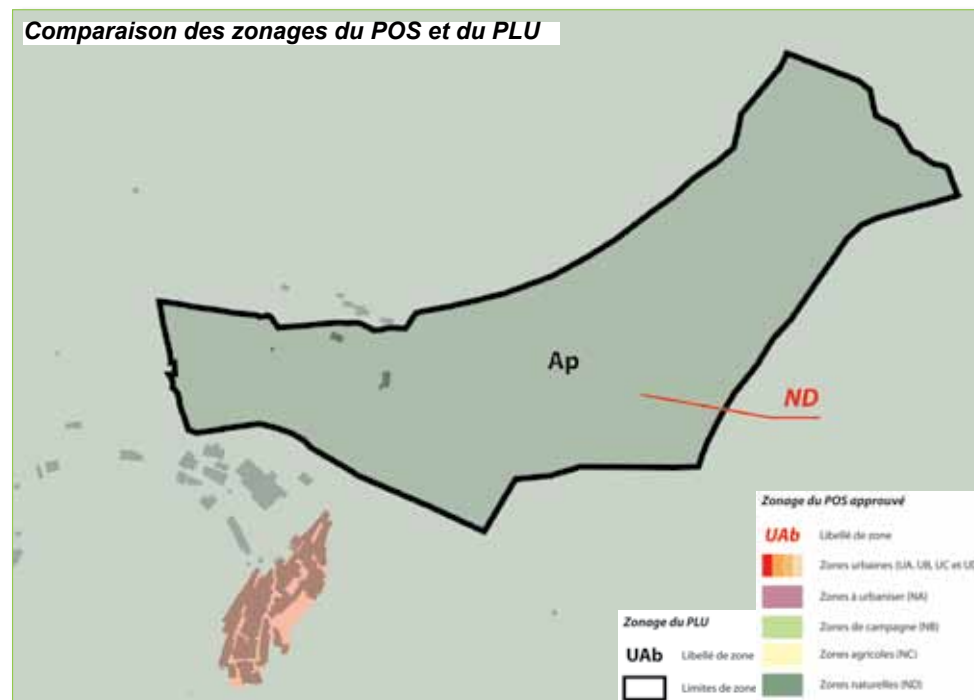 Comparaison des zonages du POS et du PLU
Ap
ND
Zonage du POS approuvé
UAb Libellé de zone
Zones urbaines (UA, UB, UC et UD
Zones à urbaniser (NA)
Zones de campagne (NB)
Zones agricoles (NC)
Zones naturelles (ND)
Zonage du PLU
UAb Libellé de zone
Limites de zone